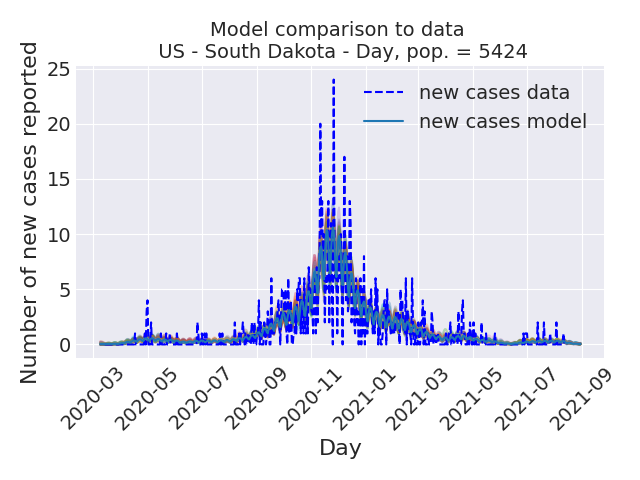 Model comparison to data
US - South Dakota - Day, pop. = 5424
Number of new cases reported
25
20
15
10
5
0
new cases data
new cases model
2020-03
2020-05
2020-07
2020-09
2020-11
2021-01
2021-03
2021-05
2021-07
2021-09
Day